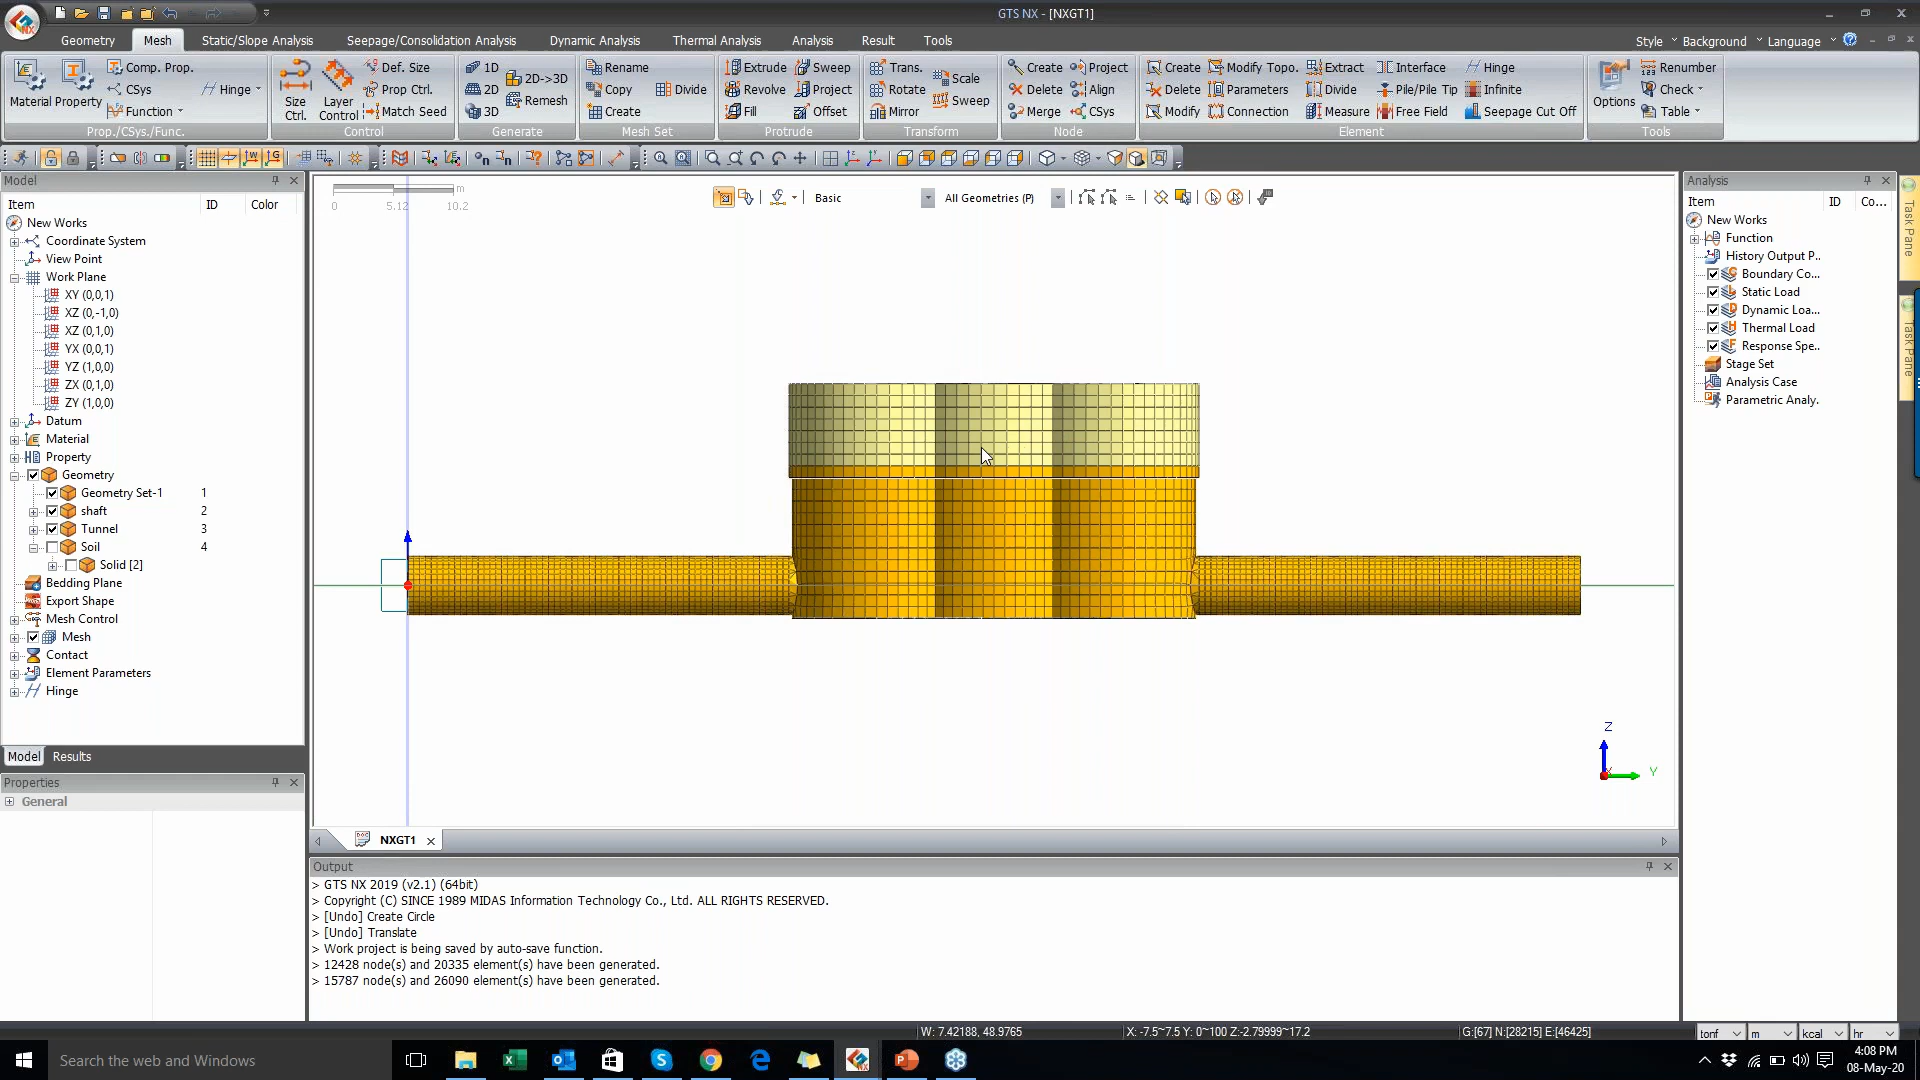 GTS NX - [NXGT1]
Geometry Mesh Static/Slope Analysis Seepage/Consolidation Analysis Dynamic Analysis Thermal Analysis Analysis Result Tools
Style Background Language
Comp. Prop.
CSys
Function
Hinge
Material Property
Prop./CSys./Func.
Size Ctrl.
Layer Control
Def. Size
Prop Ctrl.
Match Seed
Control
1D
2D
3D
2D->3D
Remesh
Generate
Rename
Copy
Create
Divide
Mesh Set
Extrude
Revolve
Fill
Sweep
Project
Offset
Protrude
Trans.
Rotate
Mirror
Scale
Sweep
Transform
Create
Delete
Merge
Project
Align
CSys
Node
Create
Delete
Modify
Modify Topo.
Parameters
Connection
Extract
Divide
Measure
Interface
Pile/Pile Tip
Free Field
Hinge
Infinite
Seepage Cut Off
Element
Options
Renumber
Check
Table
Tools
Model
Item ID Color
New Works
Coordinate System
View Point
Work Plane
XY (0,0,1)
XZ (0,-1,0)
XZ (0,1,0)
YX (0,0,1)
YZ (1,0,0)
ZX (0,1,0)
ZY (1,0,0)
Datum
Material
Property
Geometry
Geometry Set-1 1
shaft 2
Tunnel 3
Soil 4
Solid [2]
Bedding Plane
Export Shape
Mesh Control
Mesh
Contact
Element Parameters
Hinge
Model Results
Properties
General
m
0 5.12 10.2
Basic
All Geometries (P)
Z
Y
NXGT1
Output
> GTS NX 2019 (v2.1) (64bit)
> Copyright (C) SINCE 1989 MIDAS Information Technology Co., Ltd. ALL RIGHTS RESERVED.
> [Undo] Create Circle
> [Undo] Translate
> Work project is being saved by auto-save function.
> 12428 node(s) and 20335 element(s) have been generated.
> 15787 node(s) and 26090 element(s) have been generated.
Analysis
Item ID Co...
New Works
Function
History Output P..
Boundary Co...
Static Load
Dynamic Loa...
Thermal Load
Response Spe..
Stage Set
Analysis Case
Parametric Analy.
Task Pane
Task Pane
W: 7.42188, 48.9765
X: -7.5~7.5 Y: 0~100 Z:-2.79999~17.2
G:[67] N:[28215] E:[46425]
tonf m kcal hr
Search the web and Windows
4:08 PM
08-May-20